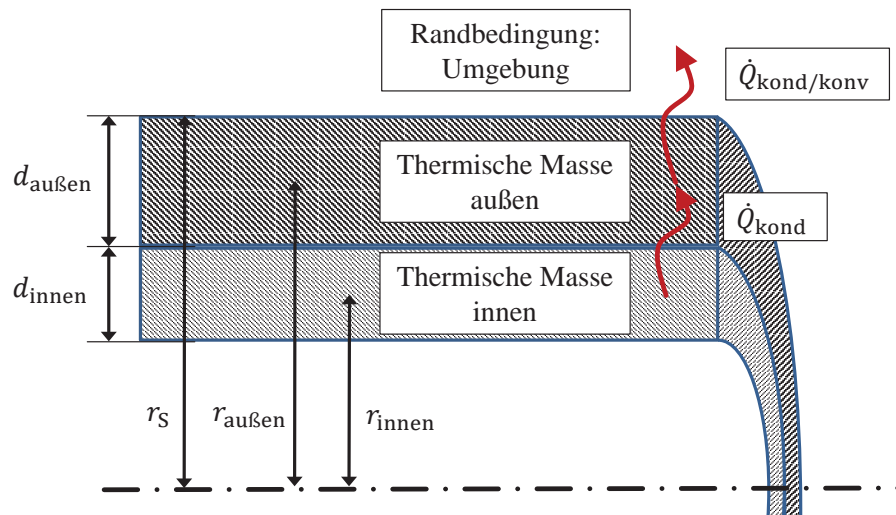 Randbedingung:
Umgebung
Q̇kond/konv
daußen
Thermische Masse
außen
Q̇kond
dinnen
Thermische Masse
innen
rS
raußen
rinnen